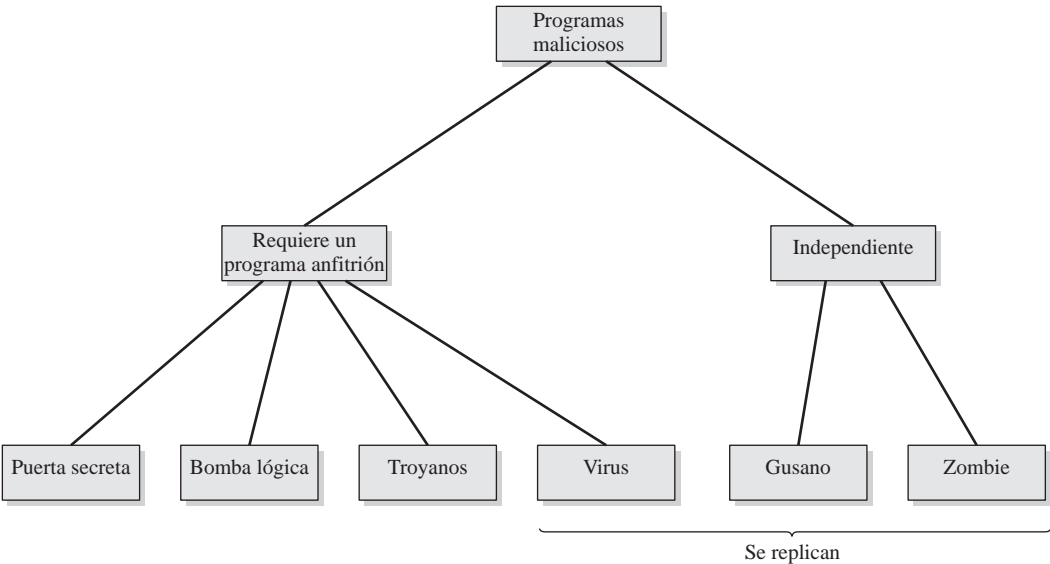 Programas
maliciosos
Requiere un
programa anfitrión
Independiente
Puerta secreta
Bomba lógica
Troyanos
Virus
Gusano
Zombie
Se replican